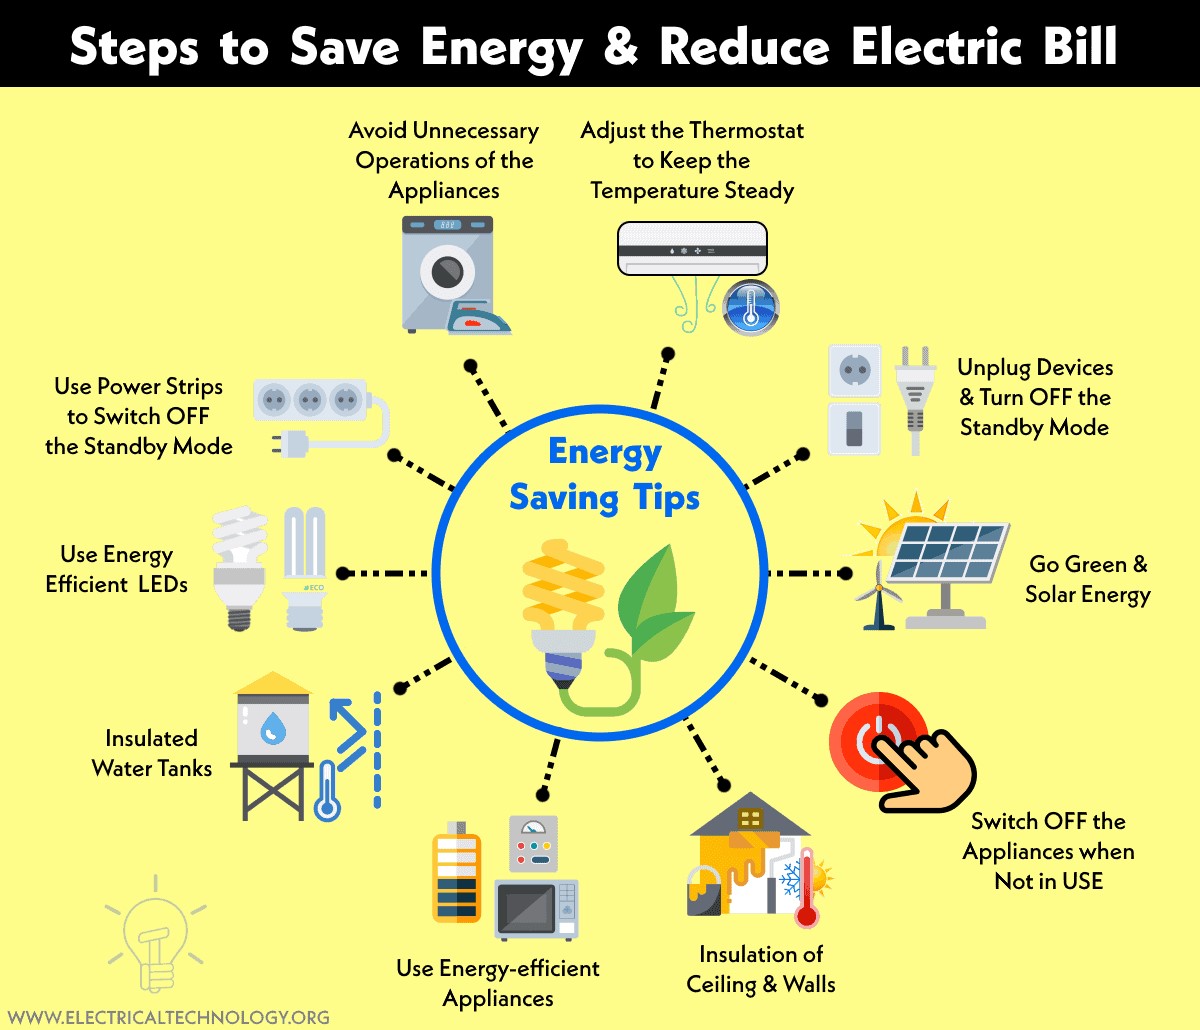 Steps to Save Energy & Reduce Electric Bill
Avoid Unnecessary
Operations of the
Appliances
Adjust the Thermostat
to Keep the
Temperature Steady
Use Power Strips
to Switch OFF
the Standby Mode
Unplug Devices
& Turn OFF the
Standby Mode
Energy
Saving Tips
Use Energy
Efficient LEDs
#ECO
Go Green &
Solar Energy
Insulated
Water Tanks
Switch OFF the
Appliances when
Not in USE
Use Energy-efficient
Appliances
Insulation of
Ceiling & Walls
WWW.ELECTRICALTECHNOLOGY.ORG